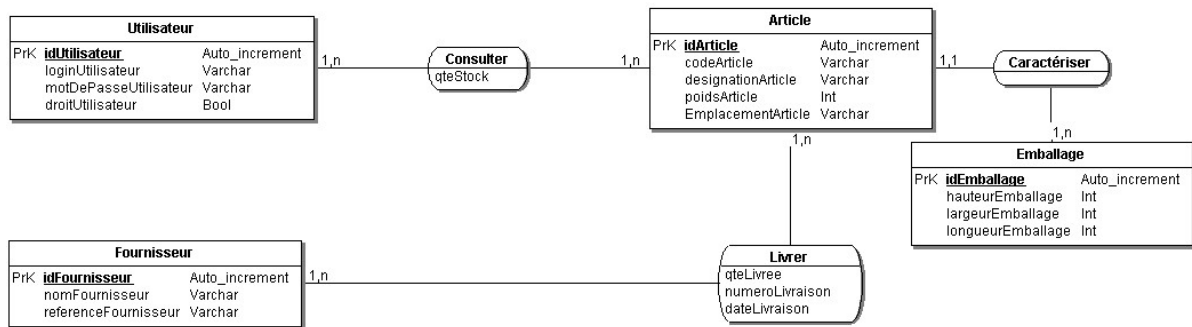 Utilisateur
PrK idUtilisateur Auto_increment
loginUtilisateur Varchar
motDePasseUtilisateur Varchar
droitUtilisateur Bool
1,n
Consulter
qteStock
1,n
Article
PrK idArticle Auto_increment
codeArticle Varchar
designationArticle Varchar
poidsArticle Int
EmplacementArticle Varchar
1,1
Caractériser
1,n
1,n
Emballage
PrK idEmballage Auto_increment
hauteurEmballage Int
largeurEmballage Int
longueurEmballage Int
Fournisseur
PrK idFournisseur Auto_increment
nomFournisseur Varchar
referenceFournisseur Varchar
1,n
Livrer
qteLivree
numeroLivraison
dateLivraison